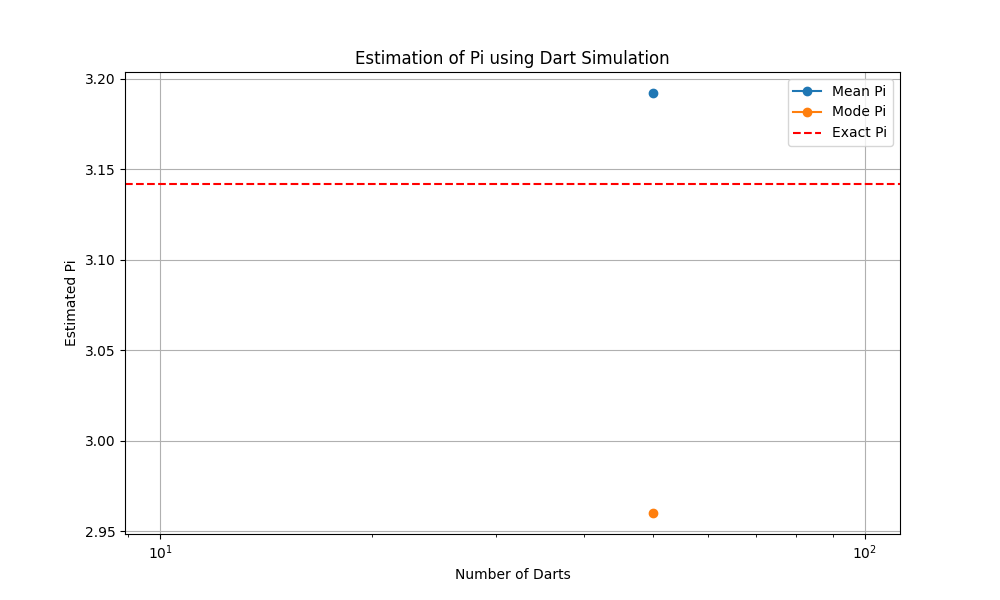 Estimation of Pi using Dart Simulation
3.20
3.15
3.10
3.05
3.00
2.95
Estimated Pi
Mean Pi
Mode Pi
Exact Pi
10¹
10²
Number of Darts